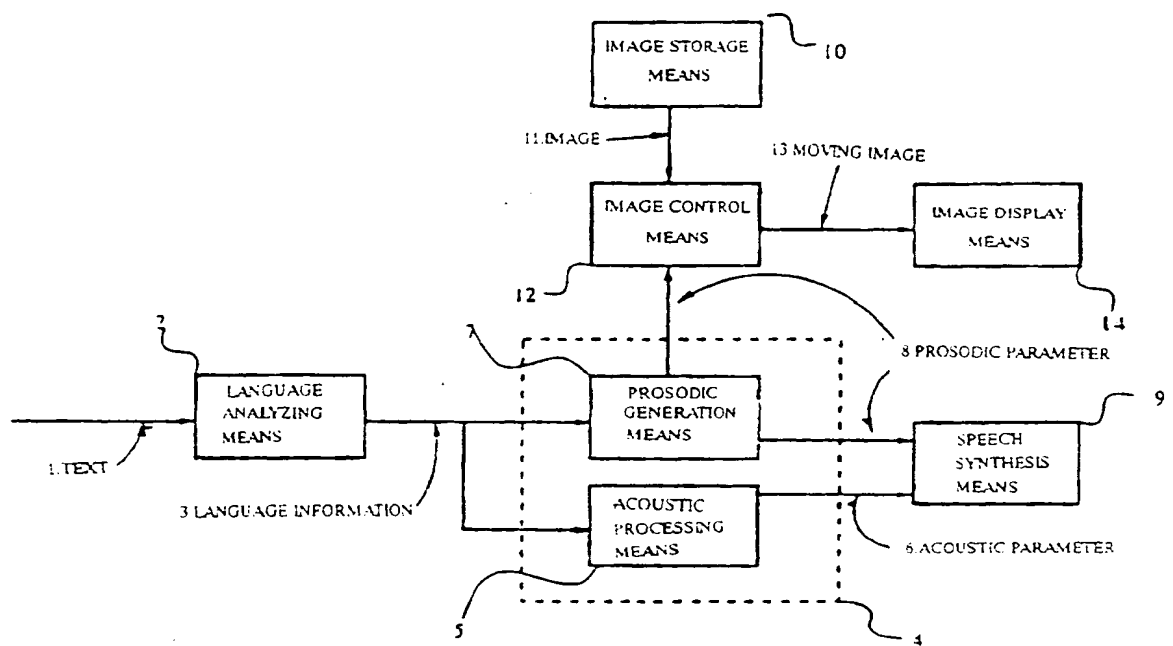 IMAGE STORAGE
MEANS
10
11.IMAGE
13 MOVING IMAGE
IMAGE CONTROL
MEANS
IMAGE DISPLAY
MEANS
12
14
2
7
8 PROSODIC PARAMETER
LANGUAGE
ANALYZING
MEANS
PROSODIC
GENERATION
MEANS
9
SPEECH
SYNTHESIS
MEANS
1.TEXT
3 LANGUAGE INFORMATION
ACOUSTIC
PROCESSING
MEANS
6.ACOUSTIC PARAMETER
5
4